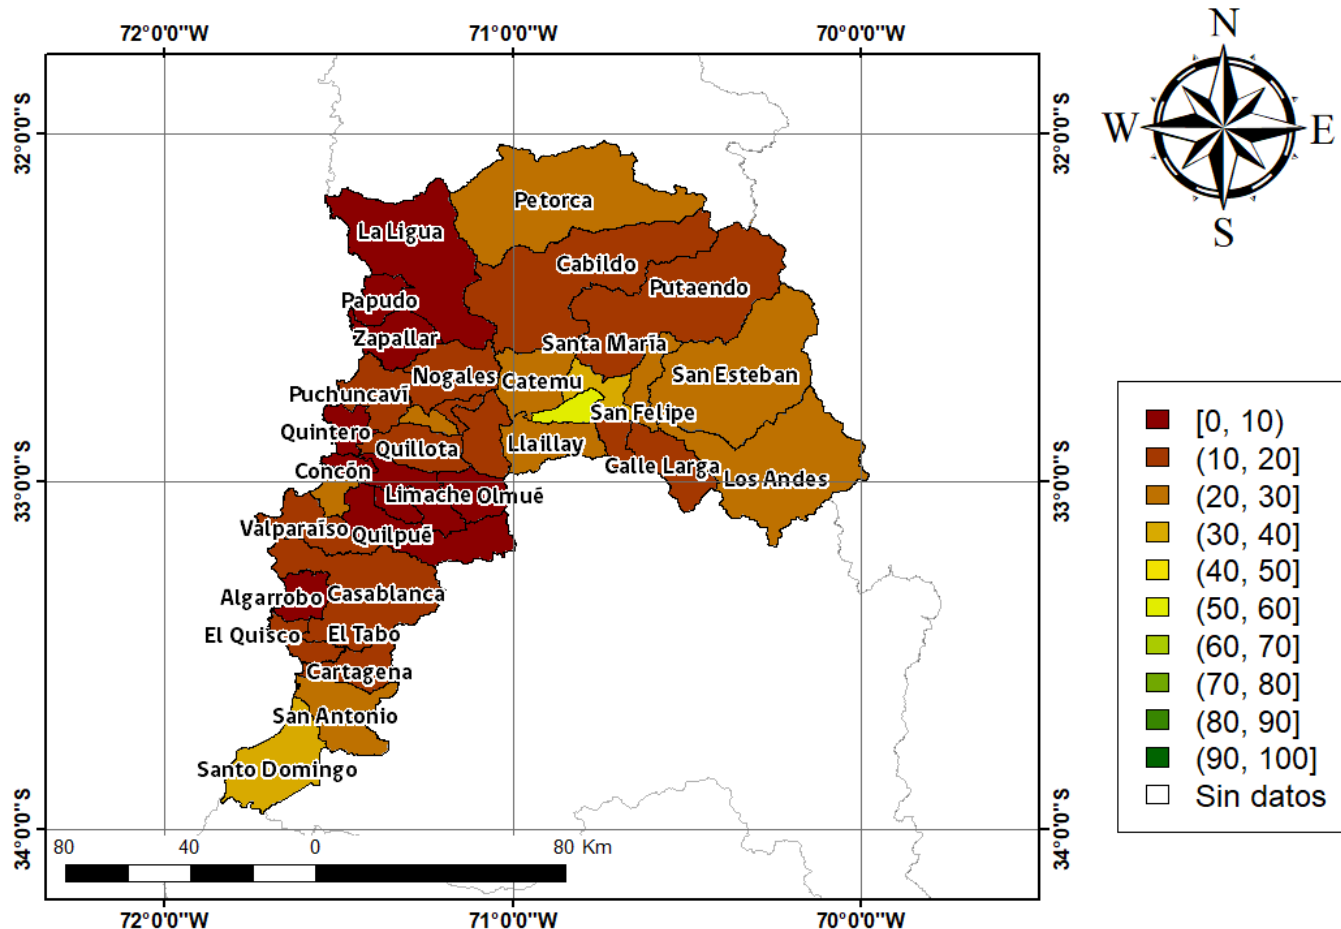 72°0'0"W 71°0'0"W 70°0'0"W
N
W E
S
32°0'0"S 32°0'0"S
Petorca
La Ligua
Cabildo
Putaendo
Papudo
Zapallar
Santa María
Nogales
Catemu
San Esteban
Puchuncaví
San Felipe
Quintero
Quillota
Llaillay
Concón
Calle Larga
Los Andes
33°0'0"S 33°0'0"S
Limache
Olmué
Valparaíso
Quilpué
Algarrobo
Casablanca
El Quisco
El Tabo
Cartagena
San Antonio
Santo Domingo
34°0'0"S 34°0'0"S
80 40 0 80 Km
72°0'0"W 71°0'0"W 70°0'0"W
[0, 10)
(10, 20]
(20, 30]
(30, 40]
(40, 50]
(50, 60]
(60, 70]
(70, 80]
(80, 90]
(90, 100]
Sin datos